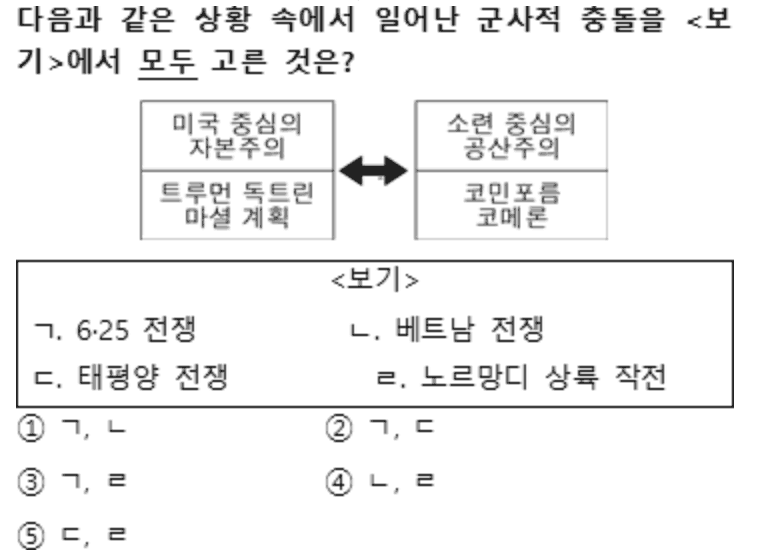 다음과 같은 상황 속에서 일어난 군사적 충돌을 <보
기>에서 모두 고른 것은?
미국 중심의
자본주의
소련 중심의
공산주의
트루먼 독트린
마셜 계획
코민포름
코메론
<보기>
ㄱ. 6·25 전쟁 ㄴ. 베트남 전쟁
ㄷ. 태평양 전쟁 ㄹ. 노르망디 상륙 작전
① ㄱ, ㄴ ② ㄱ, ㄷ
③ ㄱ, ㄹ ④ ㄴ, ㄹ
⑤ ㄷ, ㄹ